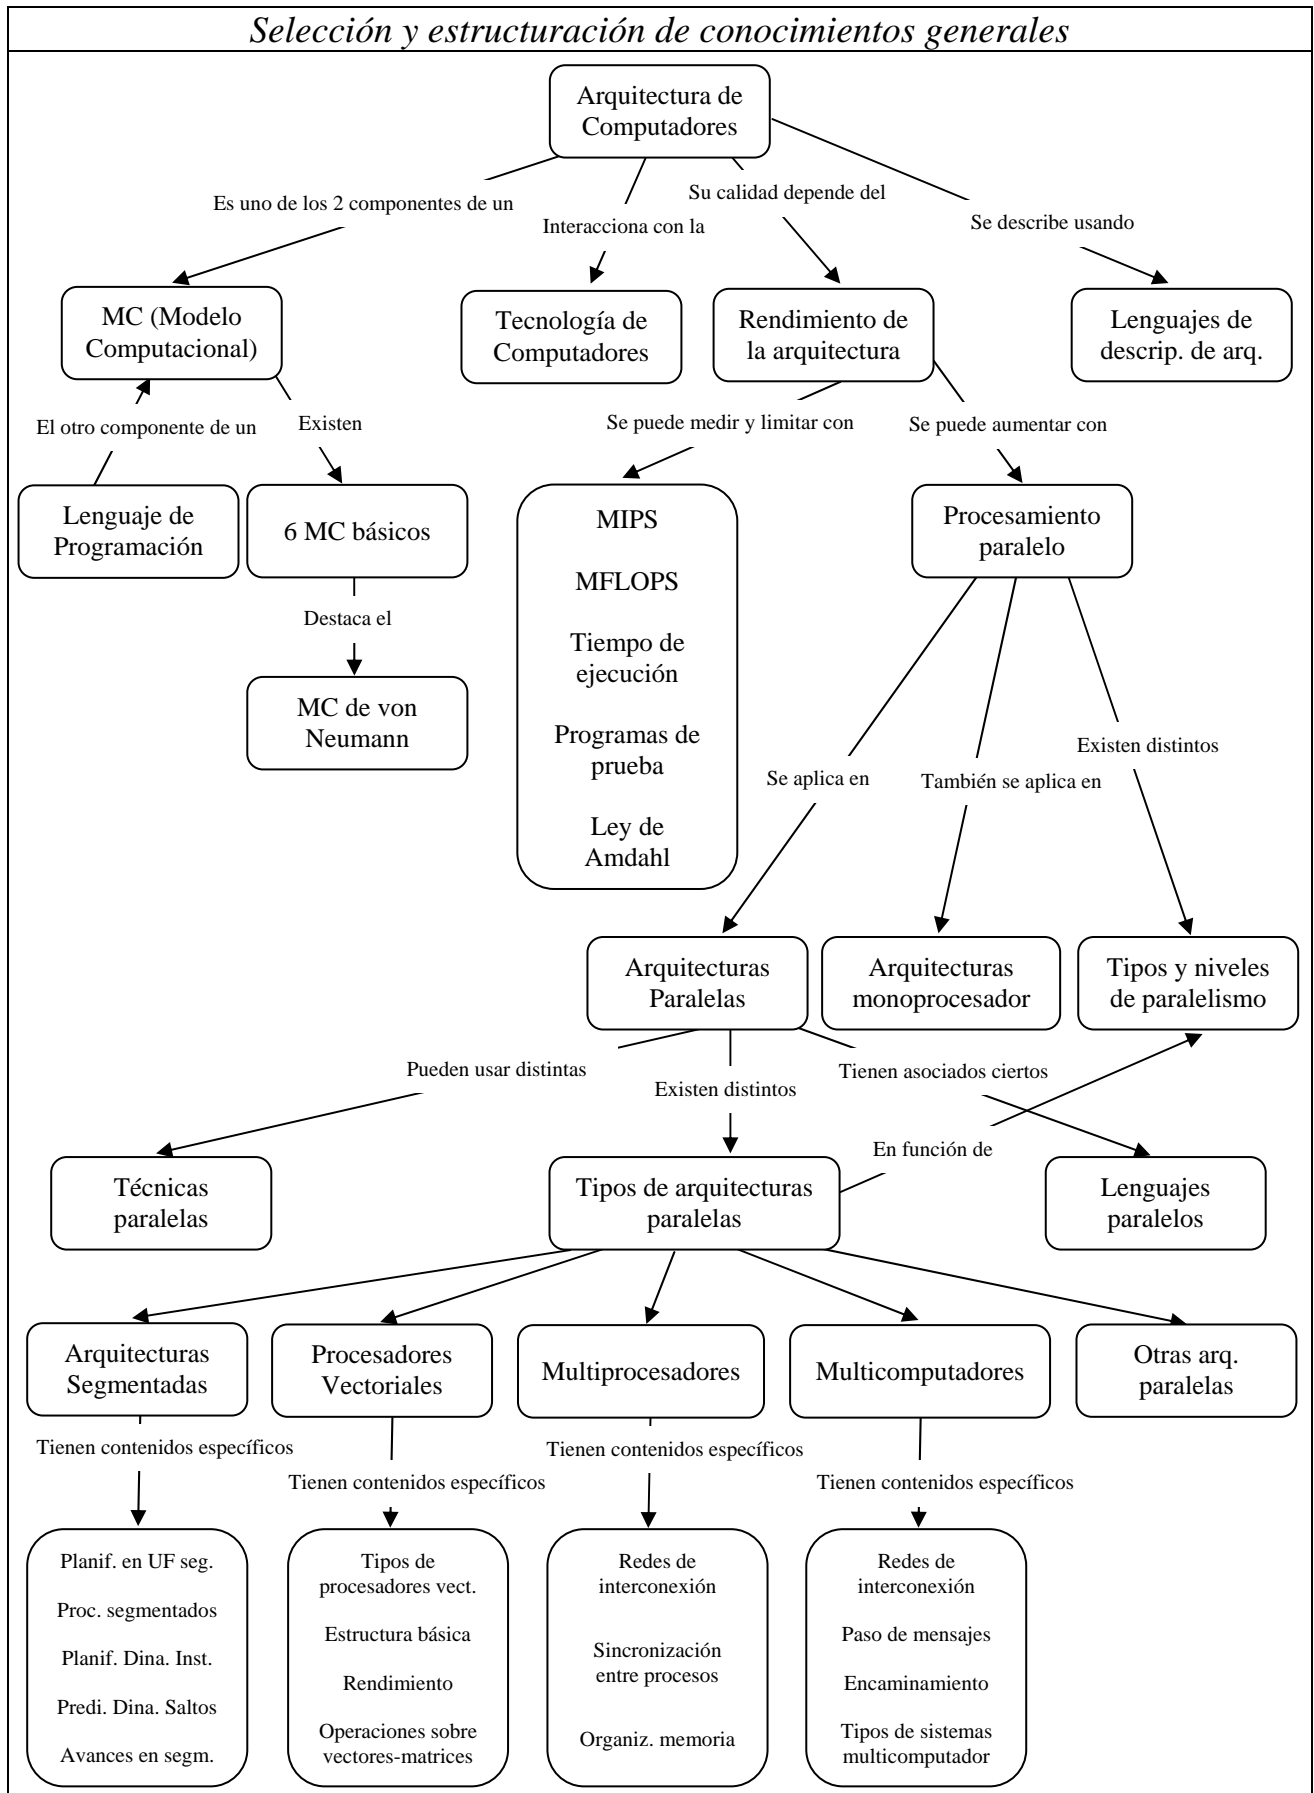 Selección y estructuración de conocimientos generales
Arquitectura de
Computadores
Es uno de los 2 componentes de un
Interacciona con la
Su calidad depende del
Se describe usando
MC (Modelo
Computacional)
Tecnología de
Computadores
Rendimiento de
la arquitectura
Lenguajes de
descrip. de arq.
El otro componente de un
Existen
Se puede medir y limitar con
Se puede aumentar con
Lenguaje de
Programación
6 MC básicos
Destaca el
MC de von
Neumann
MIPS
MFLOPS
Tiempo de
ejecución
Programas de
prueba
Ley de
Amdahl
Procesamiento
paralelo
Se aplica en
También se aplica en
Existen distintos
Arquitecturas
Paralelas
Arquitecturas
monoprocesador
Tipos y niveles
de paralelismo
Pueden usar distintas
Existen distintos
Tienen asociados ciertos
En función de
Técnicas
paralelas
Tipos de arquitecturas
paralelas
Lenguajes
paralelos
Arquitecturas
Segmentadas
Procesadores
Vectoriales
Multiprocesadores
Multicomputadores
Otras arq.
paralelas
Tienen contenidos específicos
Tienen contenidos específicos
Tienen contenidos específicos
Tienen contenidos específicos
Planif. en UF seg.
Proc. segmentados
Planif. Dina. Inst.
Predi. Dina. Saltos
Avances en segm.
Tipos de
procesadores vect.
Estructura básica
Rendimiento
Operaciones sobre
vectores-matrices
Redes de
interconexión
Sincronización
entre procesos
Organiz. memoria
Redes de
interconexión
Paso de mensajes
Encaminamiento
Tipos de sistemas
multicomputador